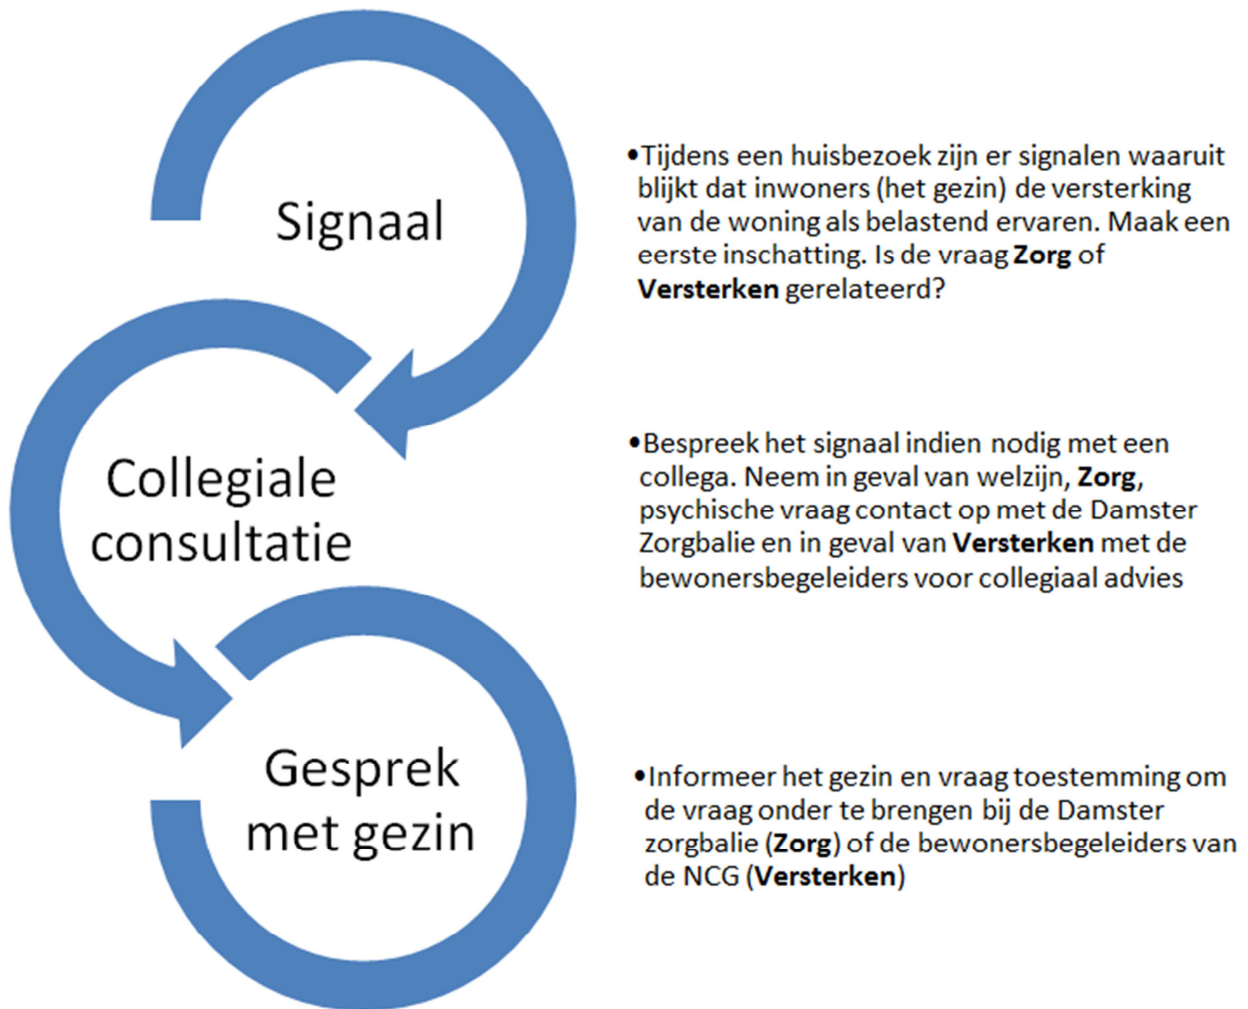 Signaal
•Tijdens een huisbezoek zijn er signalen waaruit
blijkt dat inwoners (het gezin) de versterking
van de woning als belastend ervaren. Maak een
eerste inschatting. Is de vraag Zorg of
Versterken gerelateerd?
Collegiale
consultatie
•Bespreek het signaal indien nodig met een
collega. Neem in geval van welzijn, Zorg,
psychische vraag contact op met de Damster
Zorgbalie en in geval van Versterken met de
bewonersbegeleiders voor collegiaal advies
Gesprek
met gezin
•Informeer het gezin en vraag toestemming om
de vraag onder te brengen bij de Damster
zorgbalie (Zorg) of de bewonersbegeleiders van
de NCG (Versterken)